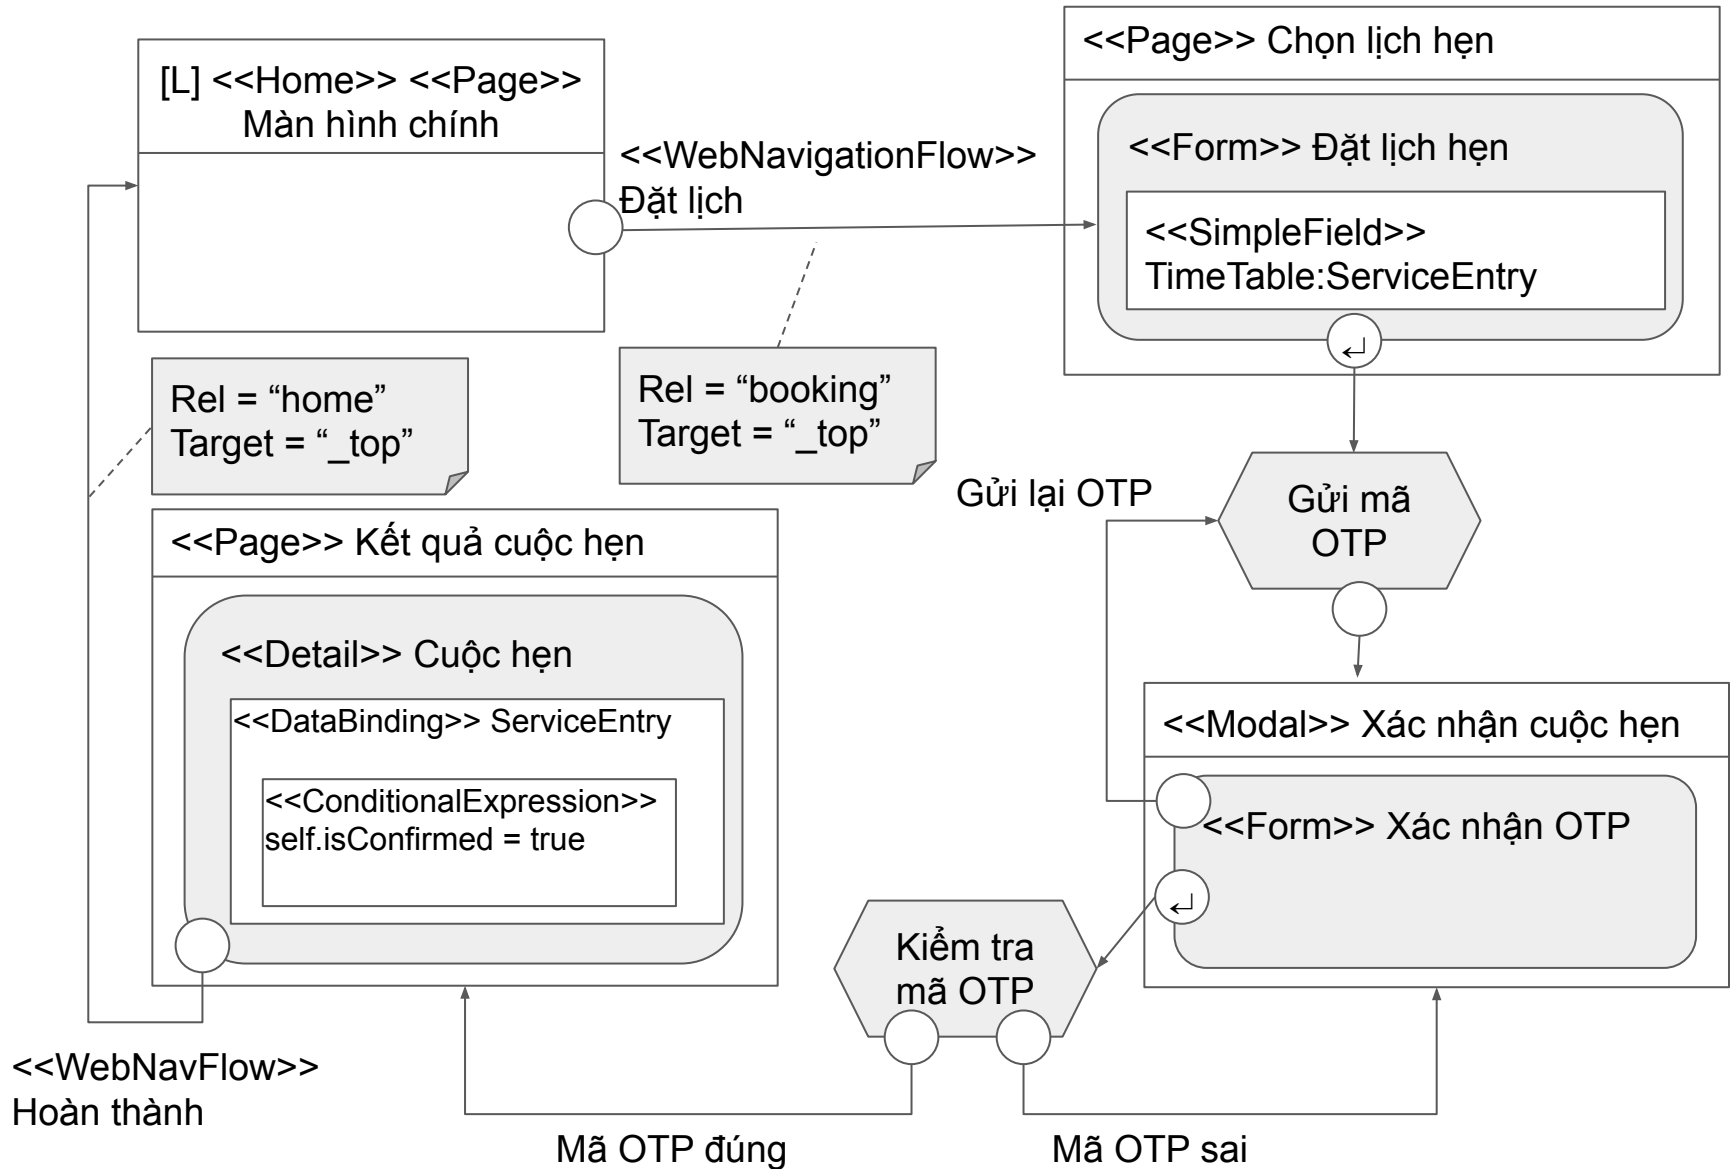 [L] <<Home>> <<Page>>
Màn hình chính
<<WebNavigationFlow>>
Đặt lịch
<<Page>> Chọn lịch hẹn
<<Form>> Đặt lịch hẹn
<<SimpleField>>
TimeTable:ServiceEntry
↵
Rel = “home”
Target = “_top”
Rel = “booking”
Target = “_top”
Gửi lại OTP
Gửi mã
OTP
<<Page>> Kết quả cuộc hẹn
<<Detail>> Cuộc hẹn
<<DataBinding>> ServiceEntry
<<ConditionalExpression>>
self.isConfirmed = true
<<Modal>> Xác nhận cuộc hẹn
<<Form>> Xác nhận OTP
↵
Kiểm tra
mã OTP
<<WebNavFlow>>
Hoàn thành
Mã OTP đúng
Mã OTP sai